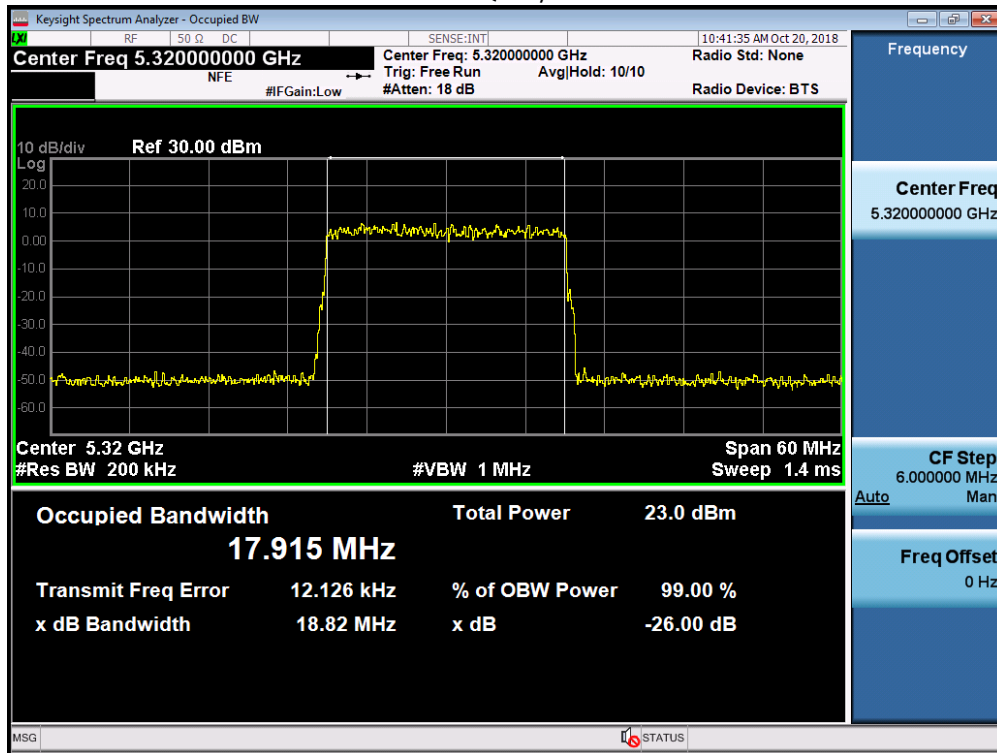 Keysight Spectrum Analyzer - Occupied BW
LXI RF 50 Ω DC SENSE:INT 10:41:35 AM Oct 20, 2018
Center Freq 5.320000000 GHz
NFE
#IFGain:Low
Center Freq: 5.320000000 GHz
Trig: Free Run Avg|Hold: 10/10
#Atten: 18 dB
Radio Std: None
Radio Device: BTS
10 dB/div Ref 30.00 dBm
Log
20.0
10.0
0.00
-10.0
-20.0
-30.0
-40.0
-50.0
-60.0
Center 5.32 GHz Span 60 MHz
#Res BW 200 kHz #VBW 1 MHz Sweep 1.4 ms
Occupied Bandwidth Total Power 23.0 dBm
17.915 MHz
Transmit Freq Error 12.126 kHz % of OBW Power 99.00 %
x dB Bandwidth 18.82 MHz x dB -26.00 dB
MSG STATUS
Frequency
Center Freq
5.320000000 GHz
CF Step
6.000000 MHz
Auto Man
Freq Offset
0 Hz